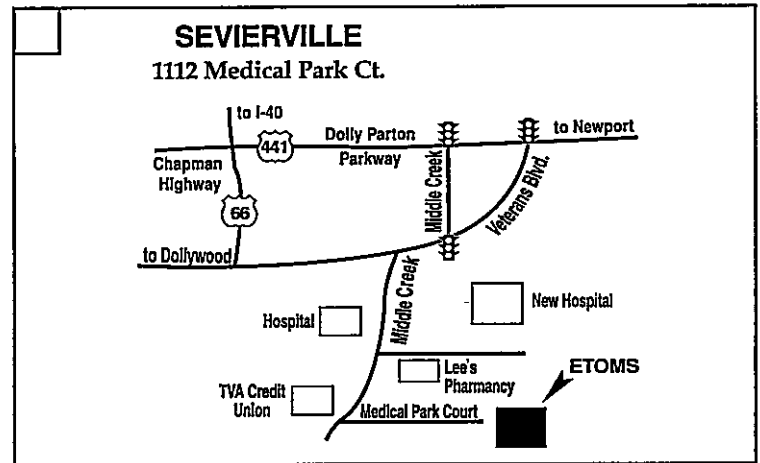 SEVIERVILLE
1112 Medical Park Ct.
to I-40
441
Dolly Parton
Parkway
to Newport
Chapman
Highway
66
Middle Creek
Veterans Blvd.
to Dollywood
Middle Creek
Hospital
New Hospital
Lee's
Pharmancy
ETOMS
TVA Credit
Union
Medical Park Court